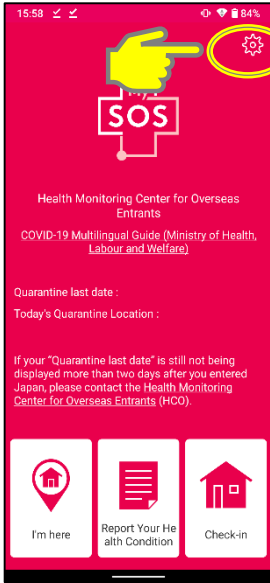 15:58 84%
SOS
Health Monitoring Center for Overseas
Entrants
COVID-19 Multilingual Guide (Ministry of Health,
Labour and Welfare)
Quarantine last date :
Today's Quarantine Location :
If your "Quarantine last date" is still not being
displayed more than two days after you entered
Japan, please contact the Health Monitoring
Center for Overseas Entrants (HCO).
I'm here
Report Your He
alth Condition
Check-in